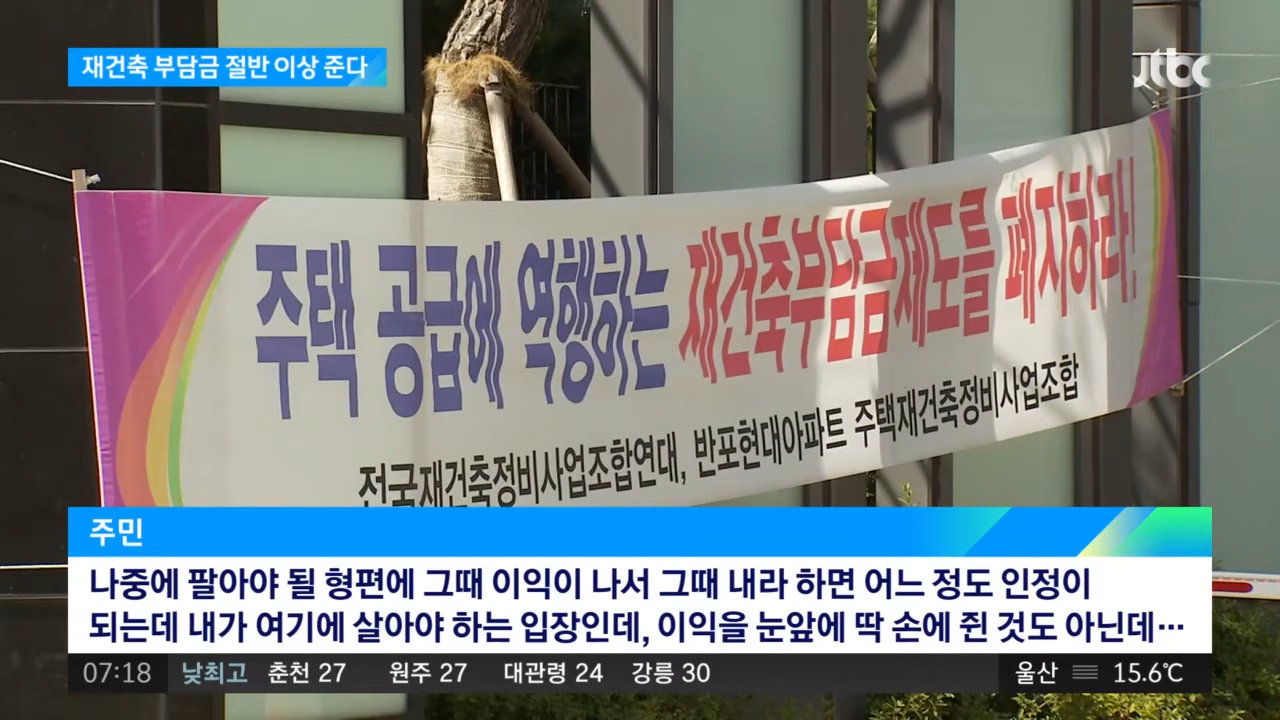 재건축 부담금 절반 이상 준다
jtbc
주택 공급에 역행하는 재건축부담금제도를 폐지하라!
전국재건축정비사업조합연대, 반포현대아파트 주택재건축정비사업조합
주민
나중에 팔아야 될 형편에 그때 이익이 나서 그때 내라 하면 어느 정도 인정이
되는데 내가 여기에 살아야 하는 입장인데, 이익을 눈앞에 딱 손에 쥔 것도 아닌데…
07:18 낮최고 춘천 27 원주 27 대관령 24 강릉 30 울산 15.6℃